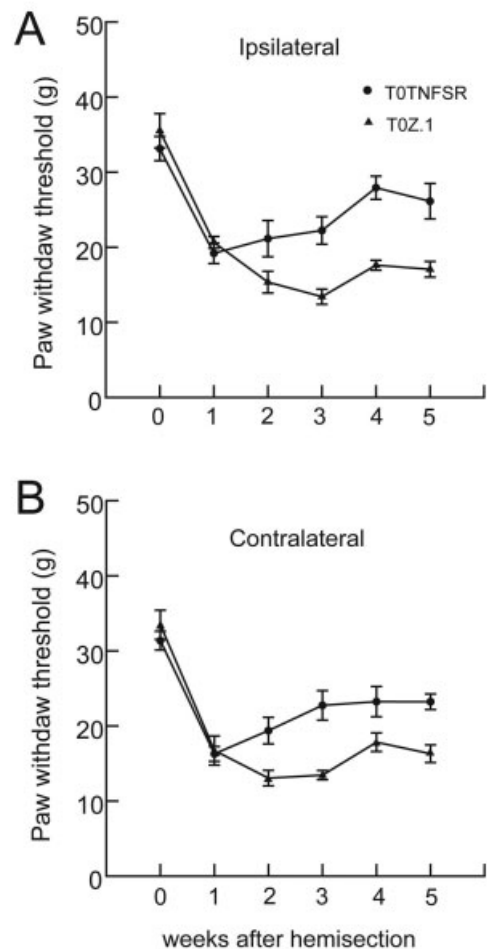 A
Ipsilateral
T0TNFSR
T0Z.1
Paw withdaw threshold (g)
50
40
30
20
10
0
0 1 2 3 4 5
B
Contralateral
Paw withdaw threshold (g)
50
40
30
20
10
0
0 1 2 3 4 5
weeks after hemisection